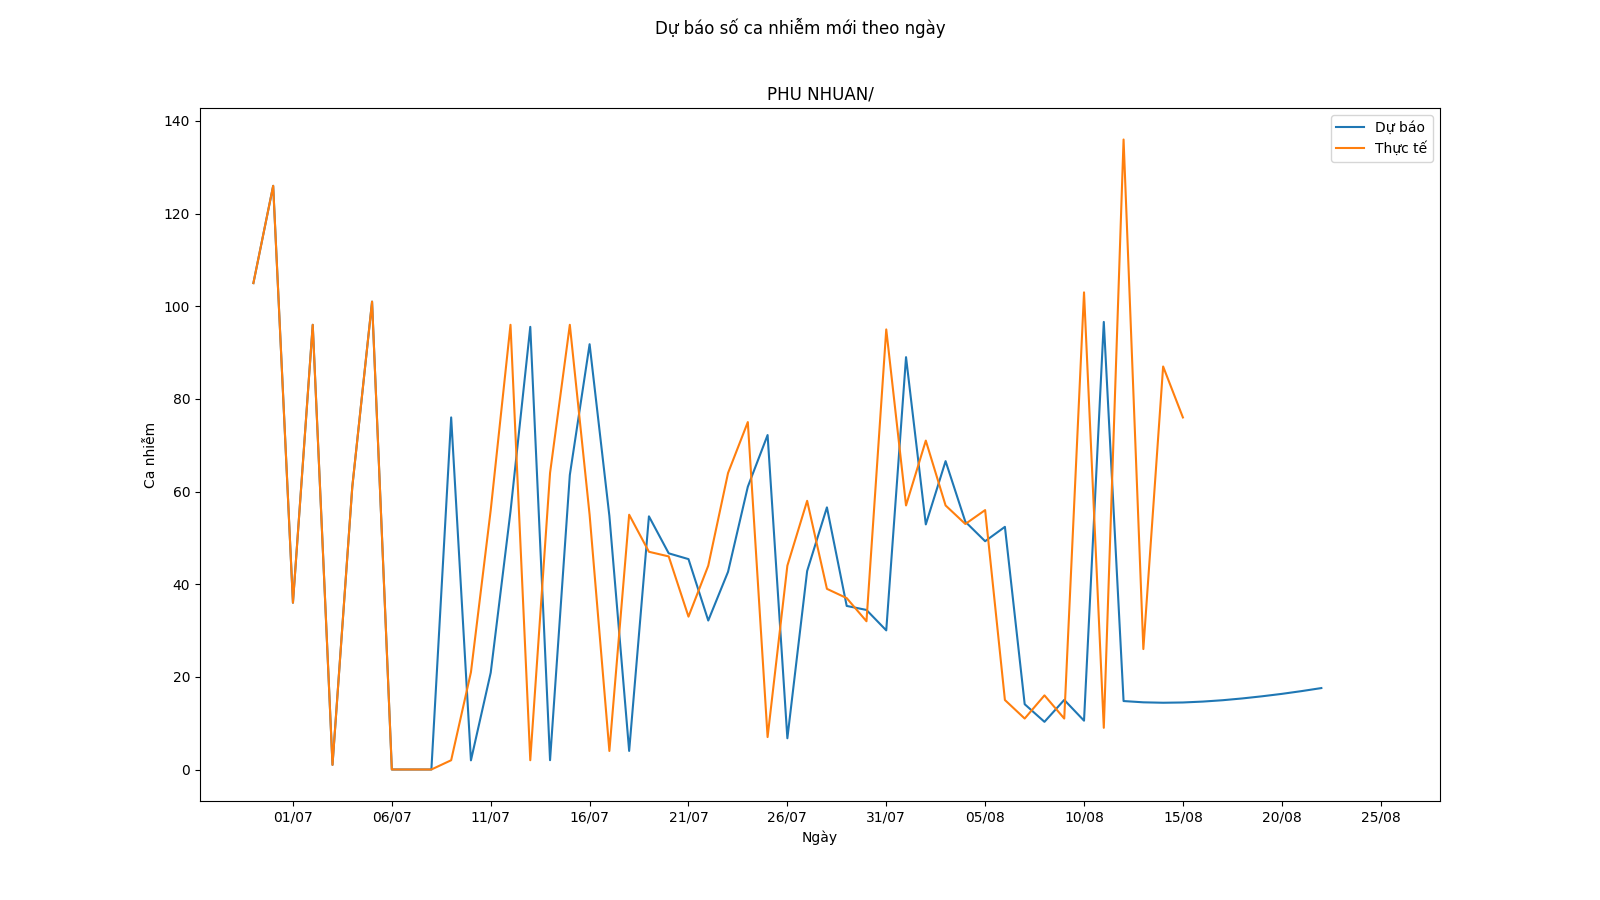 Dự báo số ca nhiễm mới theo ngày
PHU NHUAN/
140
120
100
80
60
40
20
0
Ca nhiễm
Dự báo
Thực tế
01/07 06/07 11/07 16/07 21/07 26/07 31/07 05/08 10/08 15/08 20/08 25/08
Ngày